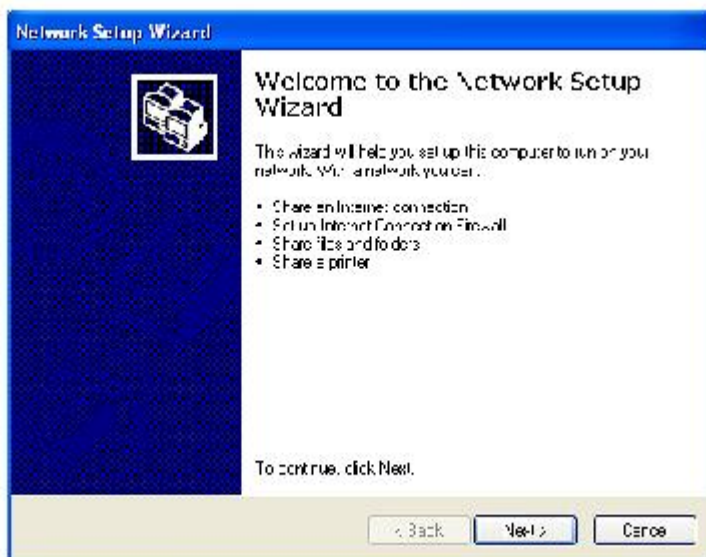 Network Setup Wizard
Welcome to the Network Setup
Wizard
This wizard will help you set up this computer to run on your
network. With a network you can:
• Share an Internet connection
• Set up Internet Connection Firewall
• Share files and folders
• Share a printer
To continue, click Next.
< Back
Next >
Cancel